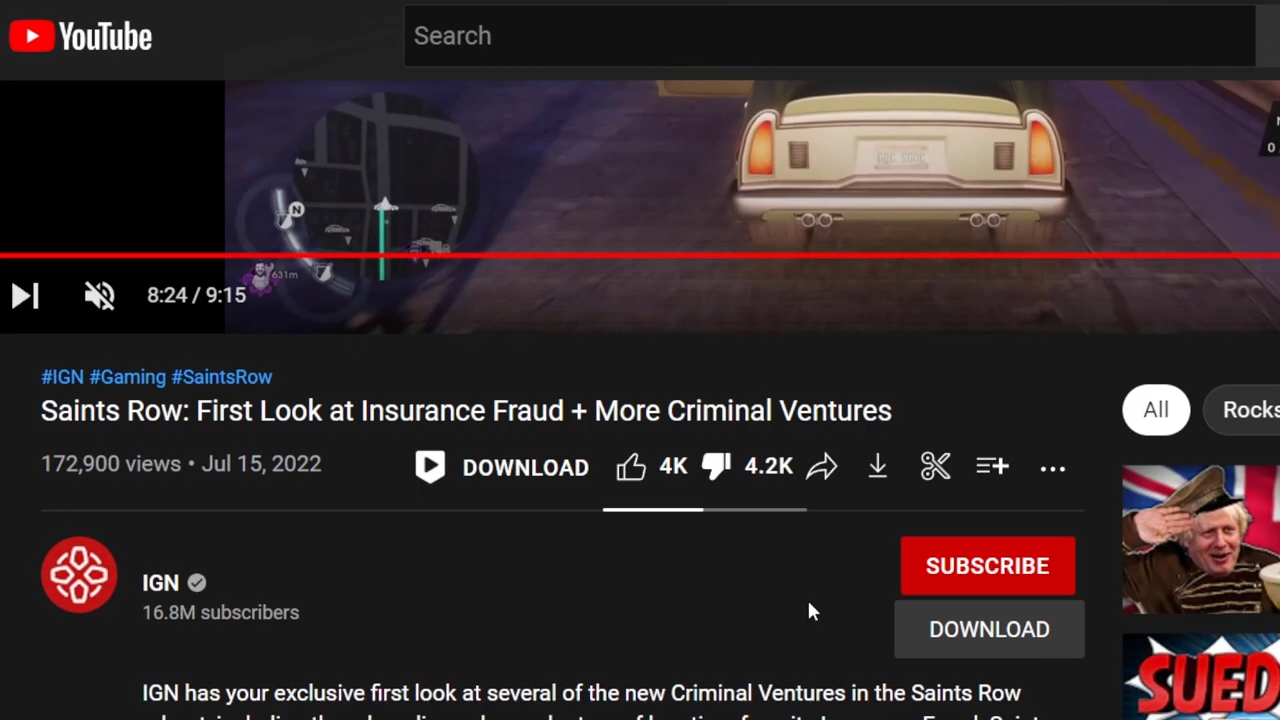 YouTube
Search
N
0
631m
8:24 / 9:15
#IGN #Gaming #SaintsRow
Saints Row: First Look at Insurance Fraud + More Criminal Ventures
All
Rocks
172,900 views • Jul 15, 2022
DOWNLOAD
4K
4.2K
IGN
16.8M subscribers
SUBSCRIBE
DOWNLOAD
SUED
IGN has your exclusive first look at several of the new Criminal Ventures in the Saints Row